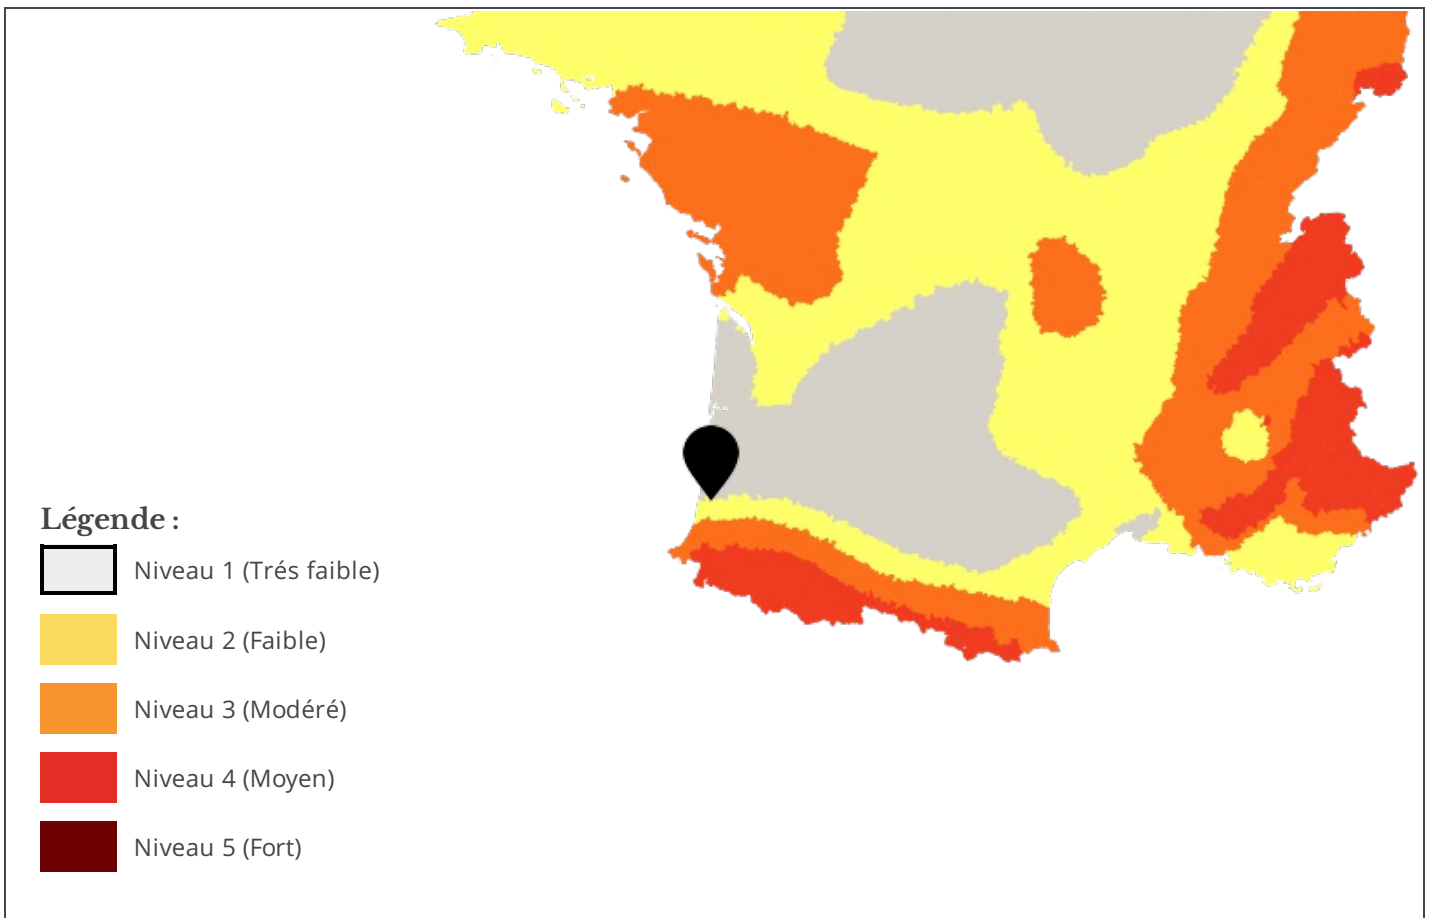 Légende :
Niveau 1 (Trés faible)
Niveau 2 (Faible)
Niveau 3 (Modéré)
Niveau 4 (Moyen)
Niveau 5 (Fort)